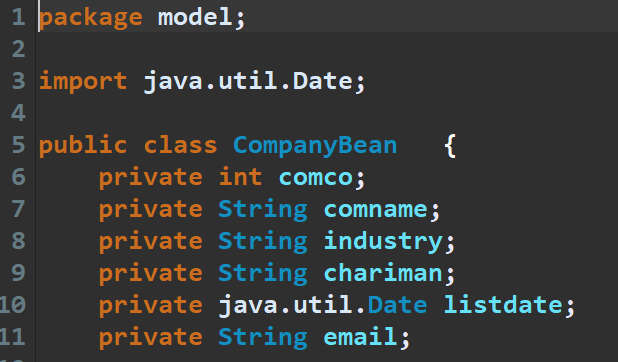 1 package model;
2
3 import java.util.Date;
4
5 public class CompanyBean   {
6     private int comco;
7     private String comname;
8     private String industry;
9     private String chariman;
10     private java.util.Date listdate;
11     private String email;